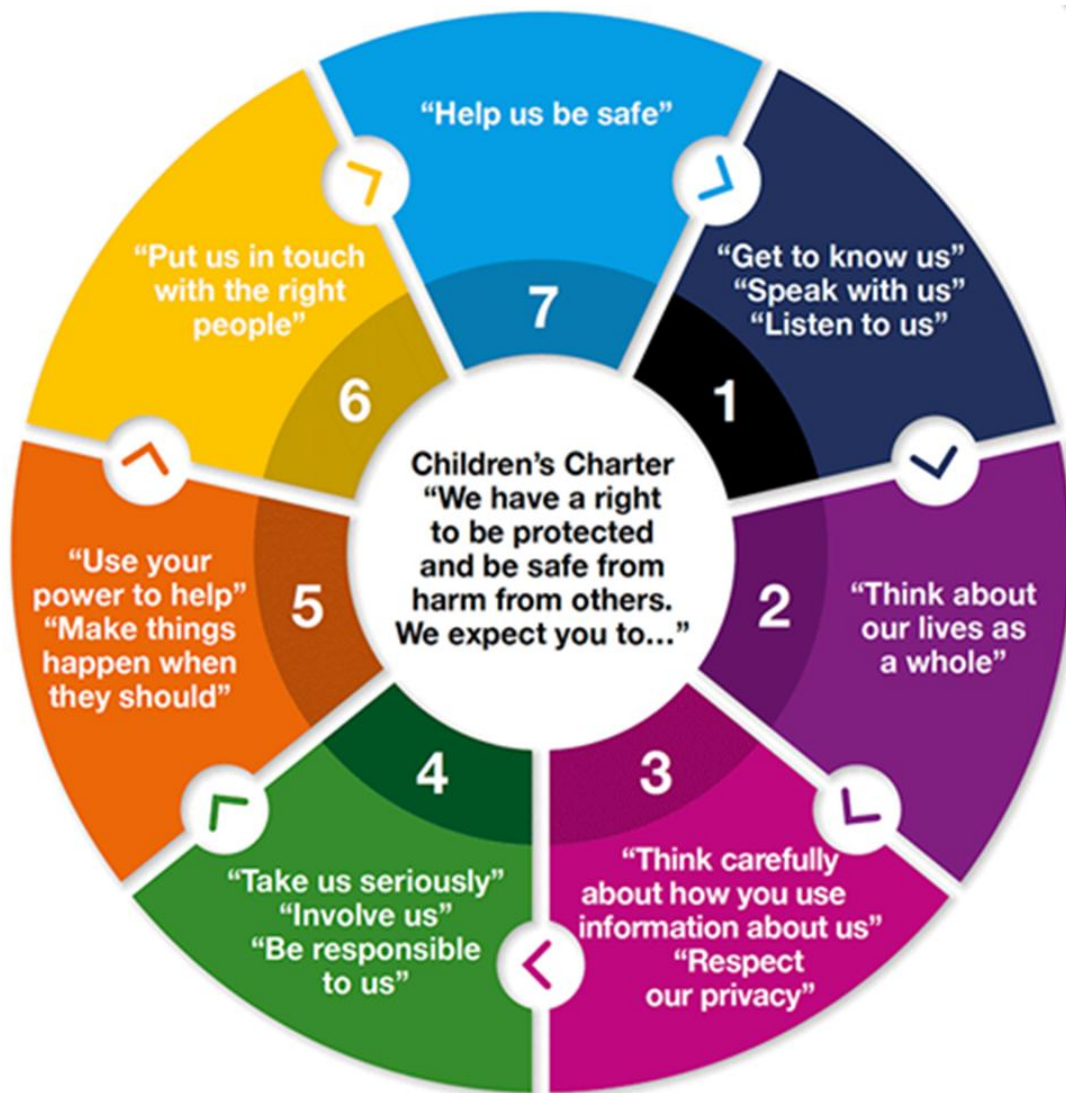 Children’s Charter
“We have a right
to be protected
and be safe from
harm from others.
We expect you to...”
1
“Get to know us”
“Speak with us”
“Listen to us”
2
“Think about
our lives as
a whole”
3
“Think carefully
about how you use
information about us”
“Respect
our privacy”
4
“Take us seriously”
“Involve us”
“Be responsible
to us”
5
“Use your
power to help”
“Make things
happen when
they should”
6
“Put us in touch
with the right
people”
7
“Help us be safe”